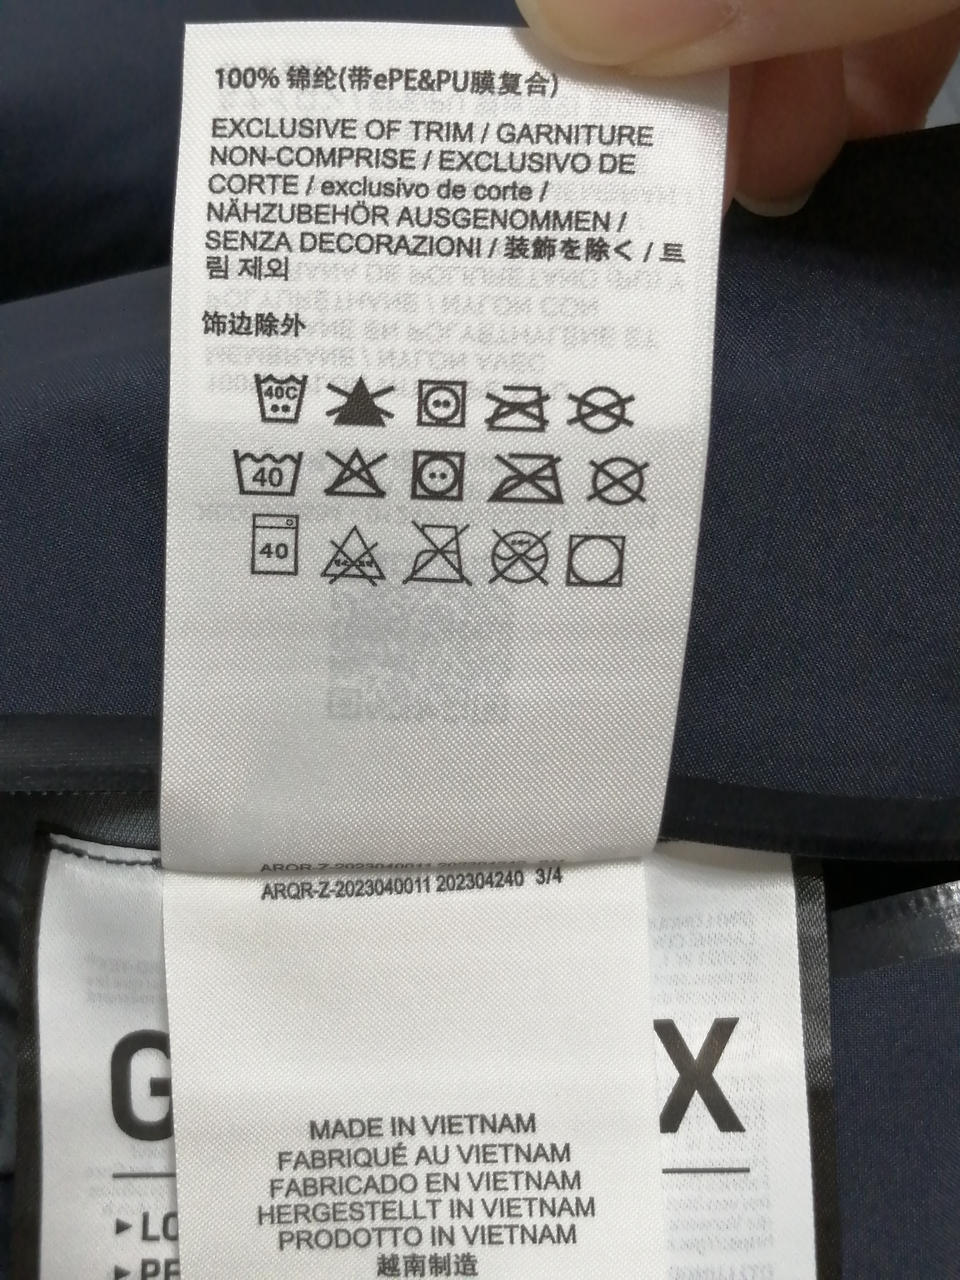 100% 锦纶(带ePE&PU膜复合)
EXCLUSIVE OF TRIM / GARNITURE
NON-COMPRISE / EXCLUSIVO DE
CORTE / exclusivo de corte /
NÄHZUBEHÖR AUSGENOMMEN /
SENZA DECORAZIONI / 装飾を除く / 트
림 제외
饰边除外
40C
40
40
ARQR-Z-2023040011 202304240 3/4
G X
MADE IN VIETNAM
FABRIQUÉ AU VIETNAM
FABRICADO EN VIETNAM
HERGESTELLT IN VIETNAM
PRODOTTO IN VIETNAM
越南制造